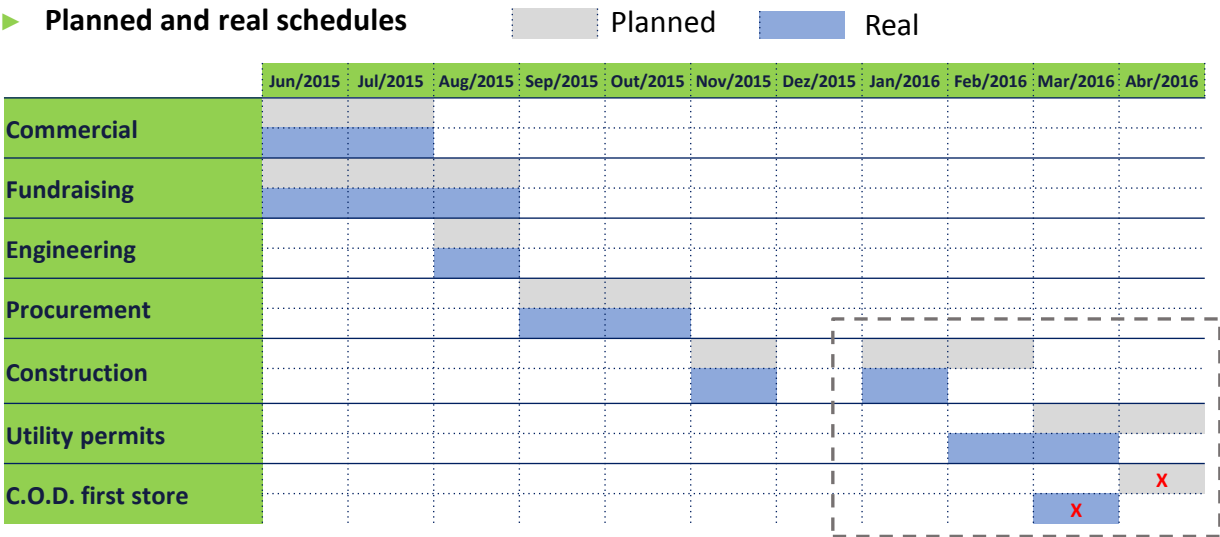 Planned and real schedules
Planned
Real
Jun/2015 Jul/2015 Aug/2015 Sep/2015 Out/2015 Nov/2015 Dez/2015 Jan/2016 Feb/2016 Mar/2016 Abr/2016
Commercial
Fundraising
Engineering
Procurement
Construction
Utility permits
C.O.D. first store
X
X